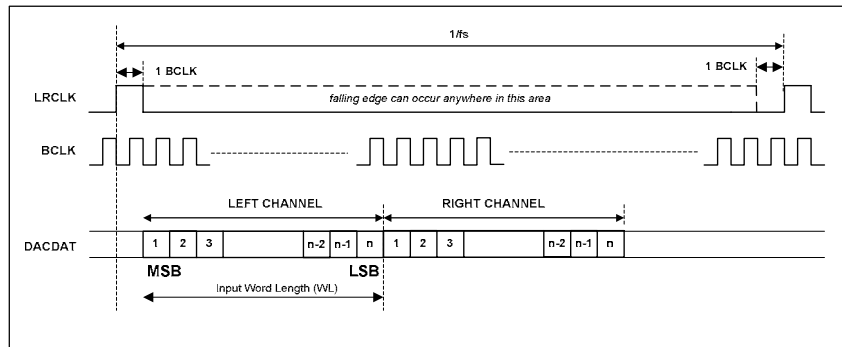 1/fs
1 BCLK
1 BCLK
LRCLK
falling edge can occur anywhere in this area
BCLK
LEFT CHANNEL
RIGHT CHANNEL
DACDAT
1 2 3 n-2 n-1 n 1 2 3 n-2 n-1 n
MSB LSB
Input Word Length (WL)